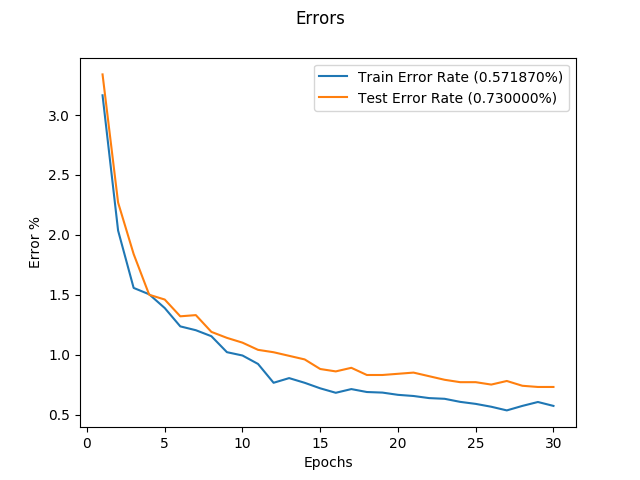 Errors
Train Error Rate (0.571870%)
Test Error Rate (0.730000%)
Error %
3.0
2.5
2.0
1.5
1.0
0.5
0 5 10 15 20 25 30
Epochs